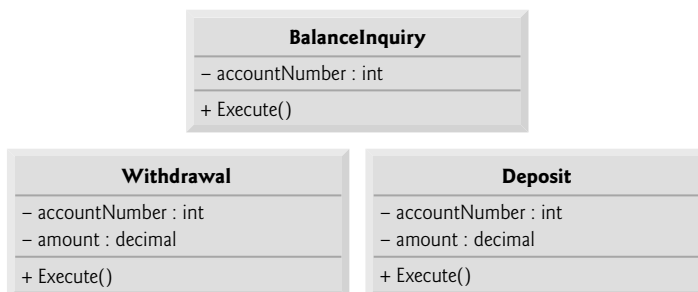 BalanceInquiry
– accountNumber : int
+ Execute()
Withdrawal
– accountNumber : int
– amount : decimal
+ Execute()
Deposit
– accountNumber : int
– amount : decimal
+ Execute()